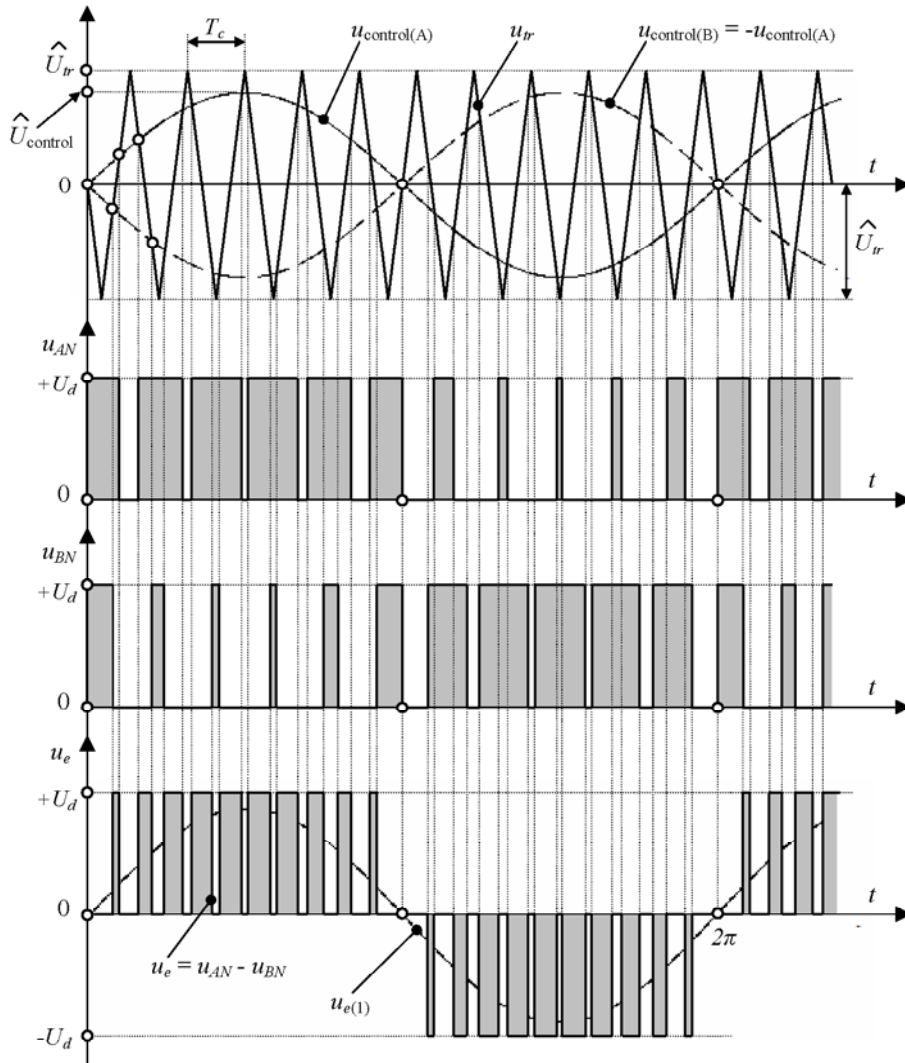 T_c
u_control(A)
u_tr
u_control(B) = -u_control(A)
Û_tr
Û_control
0
t
Û_tr
u_AN
+U_d
0
t
u_BN
+U_d
0
t
u_e
+U_d
0
t
2π
u_e = u_AN - u_BN
u_e(1)
-U_d